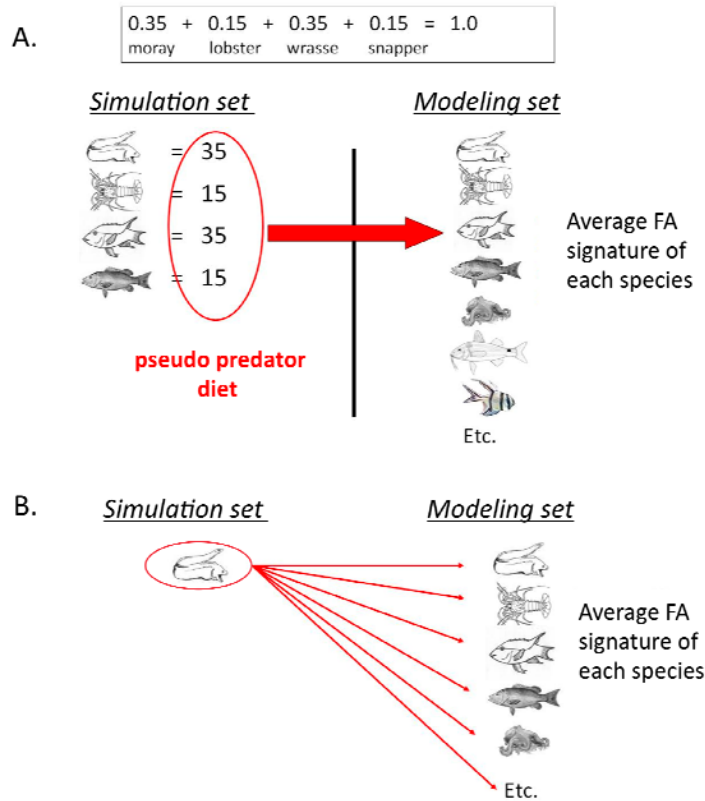 A.
0.35 + 0.15 + 0.35 + 0.15 = 1.0
moray lobster wrasse snapper
Simulation set
Modeling set
= 35
= 15
= 35
= 15
Average FA
signature of
each species
pseudo predator
diet
Etc.
B.
Simulation set
Modeling set
Average FA
signature of
each species
Etc.